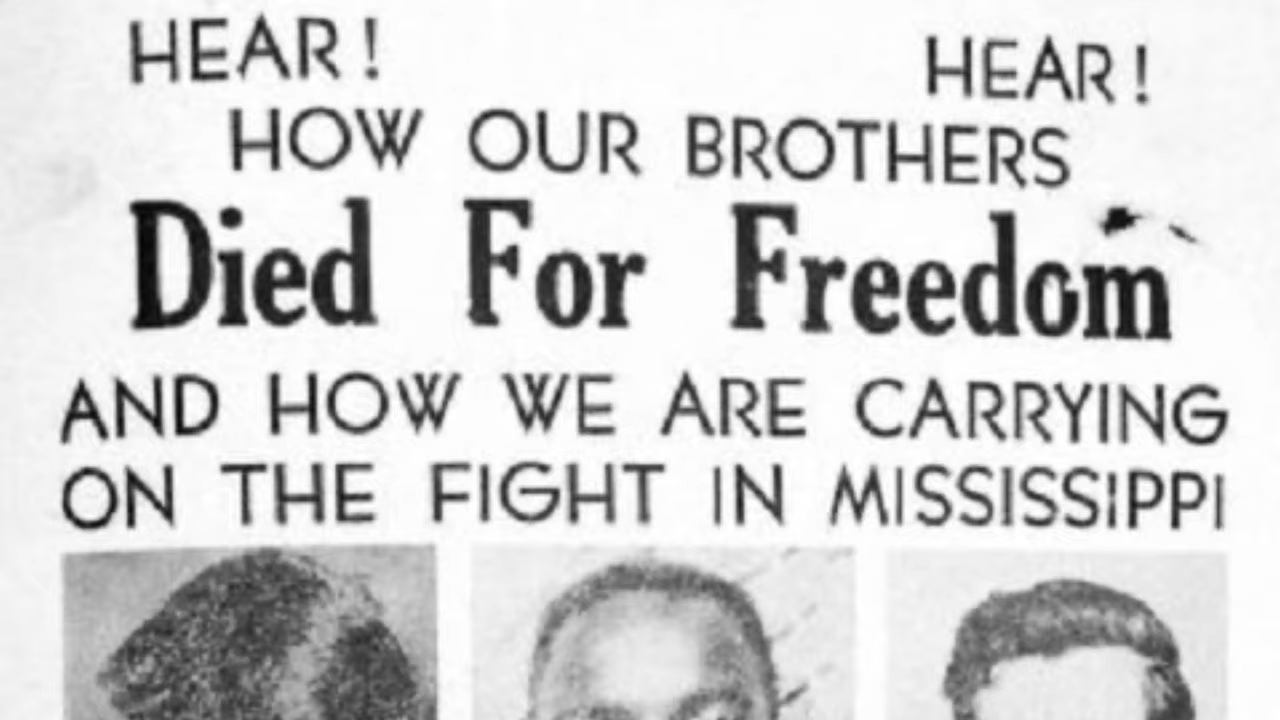 HEAR! HEAR!
HOW OUR BROTHERS
Died For Freedom
AND HOW WE ARE CARRYING
ON THE FIGHT IN MISSISSIPPI